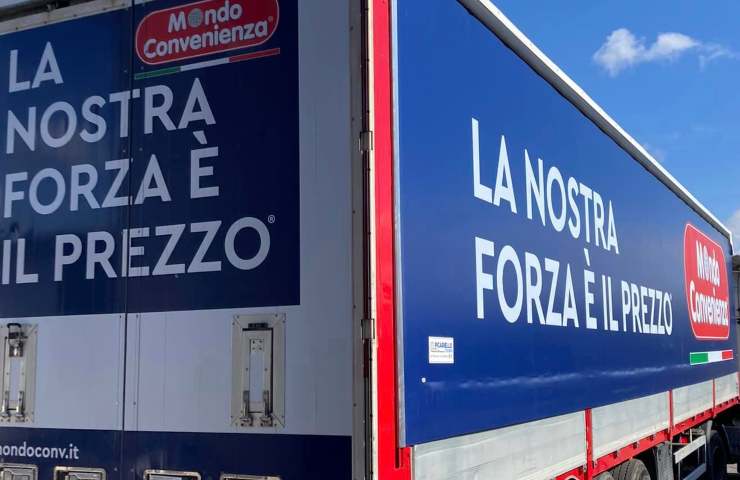 Mondo
Convenienza
LA
NOSTRA
FORZA È
IL PREZZO®
mondoconv.it
LA NOSTRA
FORZA È IL PREZZO
Mondo
Convenienza